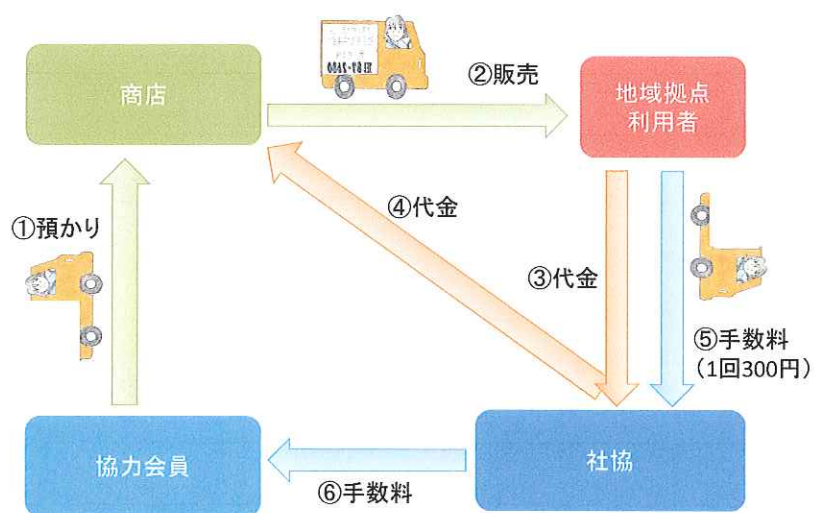 商店
②販売
地域拠点
利用者
①預かり
④代金
③代金
⑤手数料
(1回300円)
協力会員
社協
⑥手数料